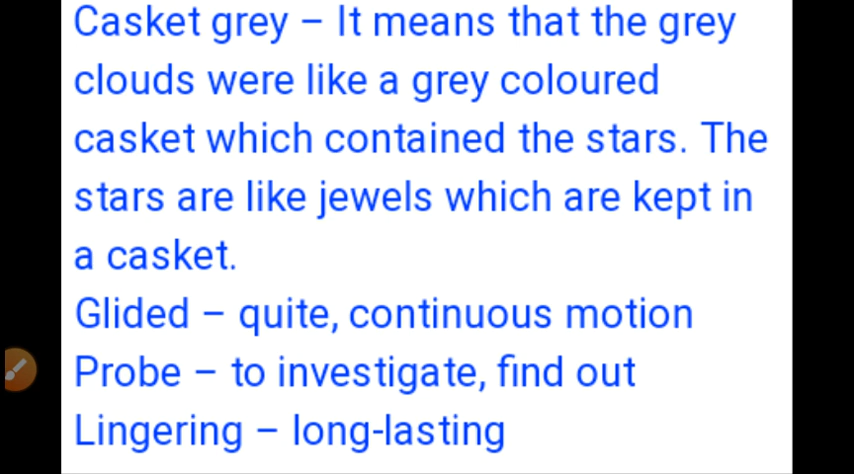 Casket grey – It means that the grey
clouds were like a grey coloured
casket which contained the stars. The
stars are like jewels which are kept in
a casket.
Glided – quite, continuous motion
Probe – to investigate, find out
Lingering – long-lasting